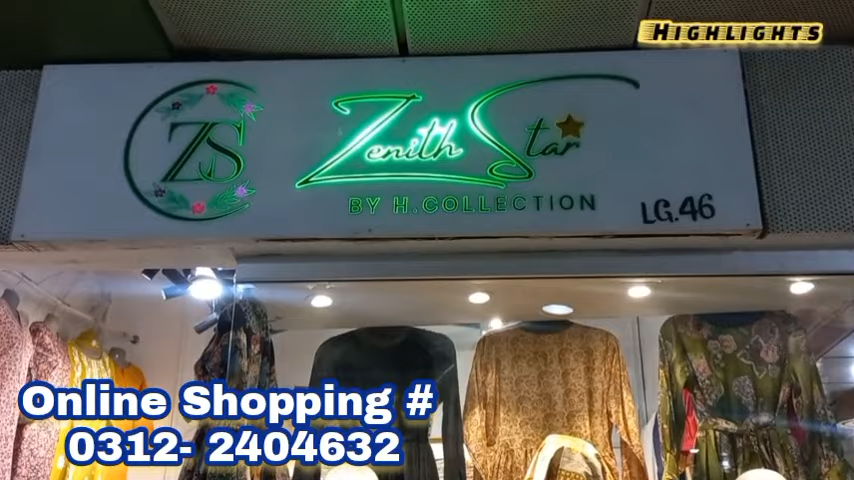 HIGHLIGHTS
ZS
Zenith Star
BY H.COLLECTION
LG.46
Online Shopping #
0312- 2404632